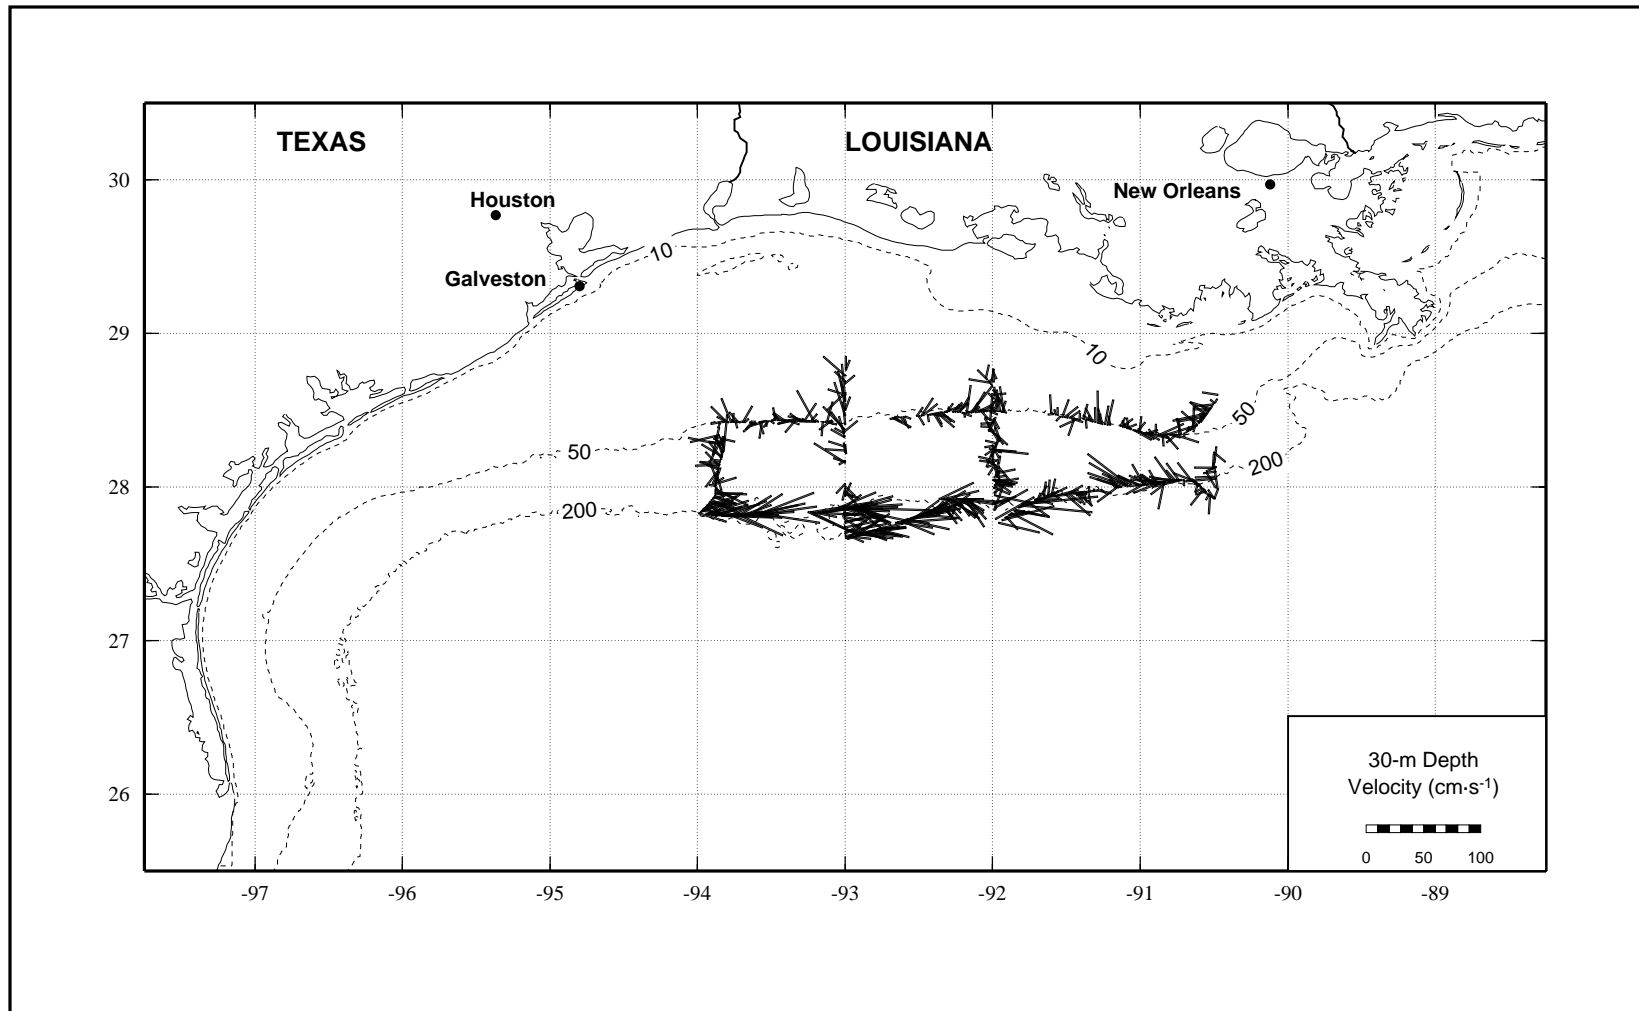 TEXAS
LOUISIANA
30
New Orleans
Houston
10
Galveston
29
10
50
50
200
28
200
27
26
30-m Depth
Velocity (cm·s-1)
0 50 100
-97 -96 -95 -94 -93 -92 -91 -90 -89